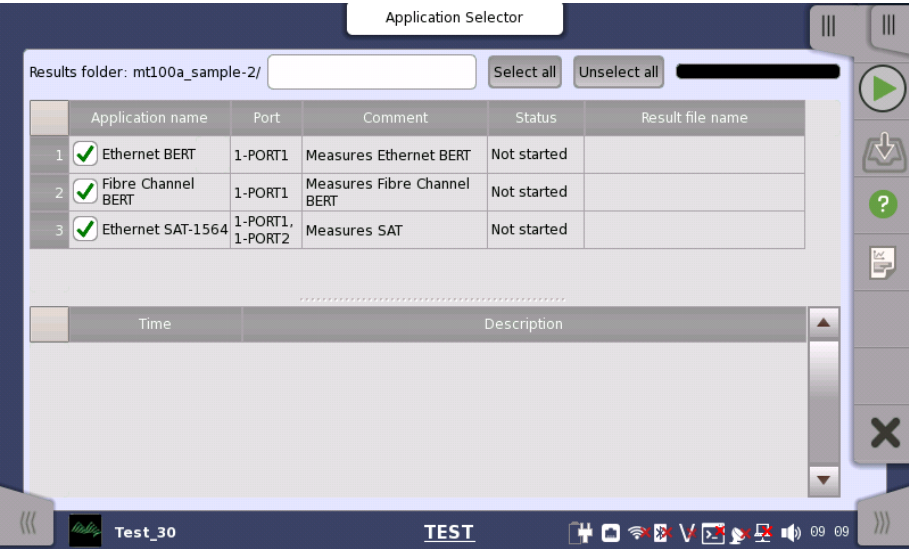 Application Selector
Results folder: mt100a_sample-2/ Select all Unselect all
Application name Port Comment Status Result file name
1 Ethernet BERT 1-PORT1 Measures Ethernet BERT Not started
2 Fibre Channel BERT 1-PORT1 Measures Fibre Channel BERT Not started
3 Ethernet SAT-1564 1-PORT1, 1-PORT2 Measures SAT Not started
Time Description
Test_30 TEST 09 09